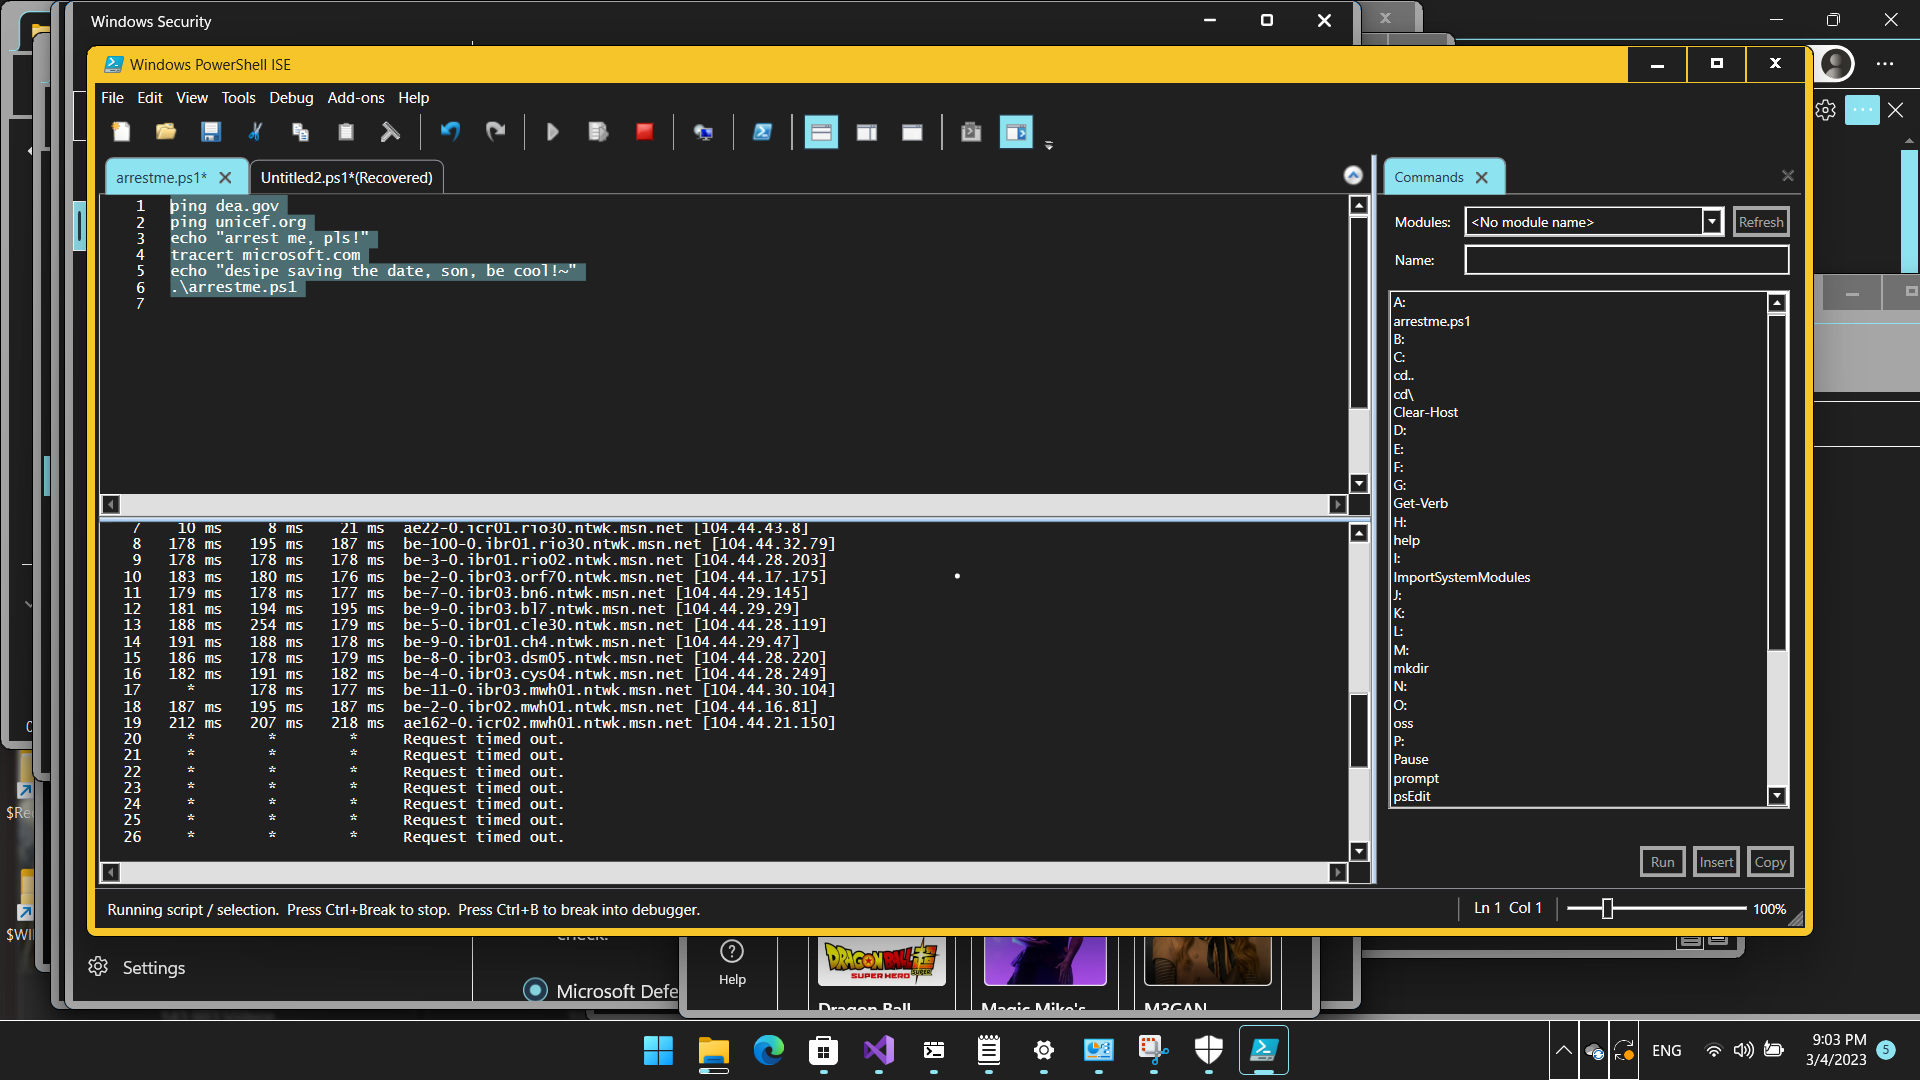 Windows Security
Windows PowerShell ISE
File Edit View Tools Debug Add-ons Help
arrestme.ps1*
Untitled2.ps1*(Recovered)
1 ping dea.gov
2 ping unicef.org
3 echo "arrest me, pls!"
4 tracert microsoft.com
5 echo "desipe saving the date, son, be cool!~"
6 .\arrestme.ps1
7
7 10 ms 8 ms 21 ms ae22-0.icr01.rio30.ntwk.msn.net [104.44.43.8]
8 178 ms 195 ms 187 ms be-100-0.ibr01.rio30.ntwk.msn.net [104.44.32.79]
9 178 ms 178 ms 178 ms be-3-0.ibr01.rio02.ntwk.msn.net [104.44.28.203]
10 183 ms 180 ms 176 ms be-2-0.ibr03.orf70.ntwk.msn.net [104.44.17.175]
11 179 ms 178 ms 177 ms be-7-0.ibr03.bn6.ntwk.msn.net [104.44.29.145]
12 181 ms 194 ms 195 ms be-9-0.ibr03.bl7.ntwk.msn.net [104.44.29.29]
13 188 ms 254 ms 179 ms be-5-0.ibr01.cle30.ntwk.msn.net [104.44.28.119]
14 191 ms 188 ms 178 ms be-9-0.ibr01.ch4.ntwk.msn.net [104.44.29.47]
15 186 ms 178 ms 179 ms be-8-0.ibr03.dsm05.ntwk.msn.net [104.44.28.220]
16 182 ms 191 ms 182 ms be-4-0.ibr03.cys04.ntwk.msn.net [104.44.28.249]
17 * 178 ms 177 ms be-11-0.ibr03.mwh01.ntwk.msn.net [104.44.30.104]
18 187 ms 195 ms 187 ms be-2-0.ibr02.mwh01.ntwk.msn.net [104.44.16.81]
19 212 ms 207 ms 218 ms ae162-0.icr02.mwh01.ntwk.msn.net [104.44.21.150]
20 * * * Request timed out.
21 * * * Request timed out.
22 * * * Request timed out.
23 * * * Request timed out.
24 * * * Request timed out.
25 * * * Request timed out.
26 * * * Request timed out.
Running script / selection. Press Ctrl+Break to stop. Press Ctrl+B to break into debugger.
Ln 1 Col 1
100%
Commands
Modules: <No module name> Refresh
Name:
A:
arrestme.ps1
B:
C:
cd..
cd\
Clear-Host
D:
E:
F:
G:
Get-Verb
H:
help
I:
ImportSystemModules
J:
K:
L:
M:
mkdir
N:
O:
oss
P:
Pause
prompt
psEdit
Run Insert Copy
$Re
$WI
Settings
Microsoft Defe
Help
DRAGONBALL SUPER
SUPER HERO
Dragon Ball
Magic Mike's
M3GAN
ENG
9:03 PM
3/4/2023
5